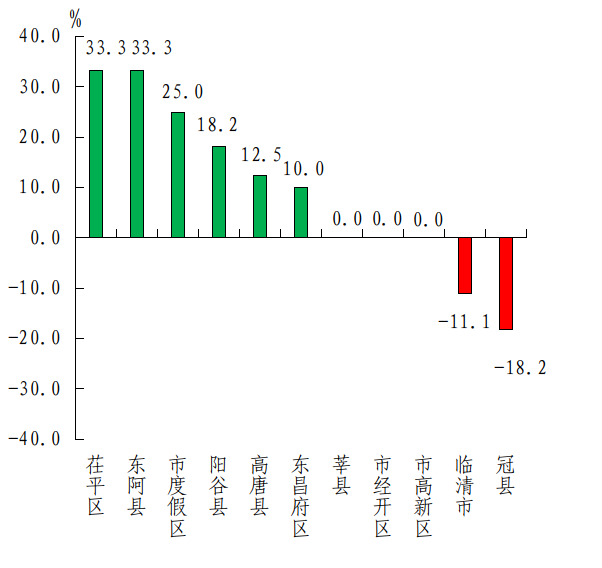 %
40.0
30.0
20.0
10.0
0.0
-10.0
-20.0
-30.0
-40.0
33.3
33.3
25.0
18.2
12.5
10.0
0.0
0.0
0.0
-11.1
-18.2
茌平区
东阿县
市度假区
阳谷县
高唐县
东昌府区
莘县
市经开区
市高新区
临清市
冠县